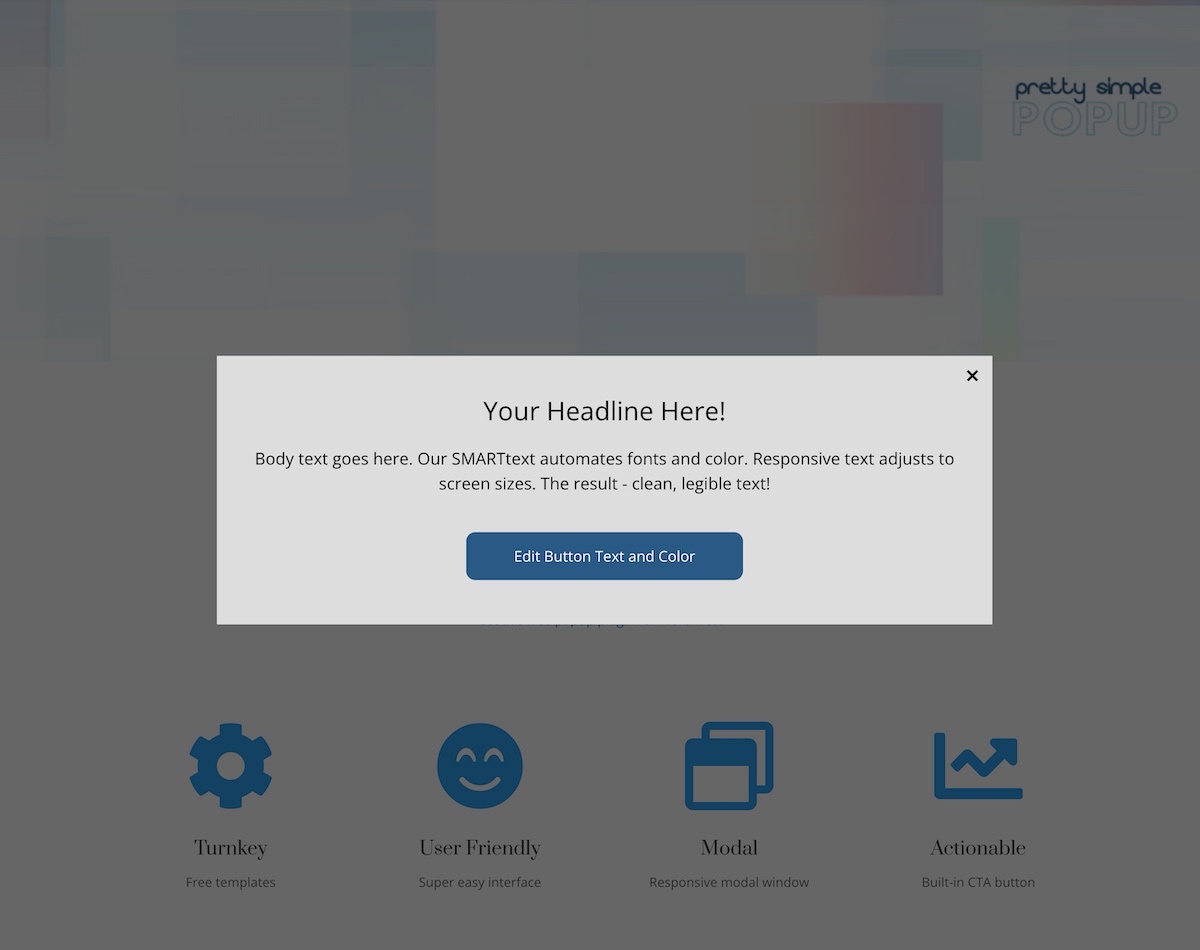 pretty simple
POPUP
Your Headline Here!
Body text goes here. Our SMARTtext automates fonts and color. Responsive text adjusts to
screen sizes. The result - clean, legible text!
Edit Button Text and Color
Turnkey
Free templates
User Friendly
Super easy interface
Modal
Responsive modal window
Actionable
Built-in CTA button